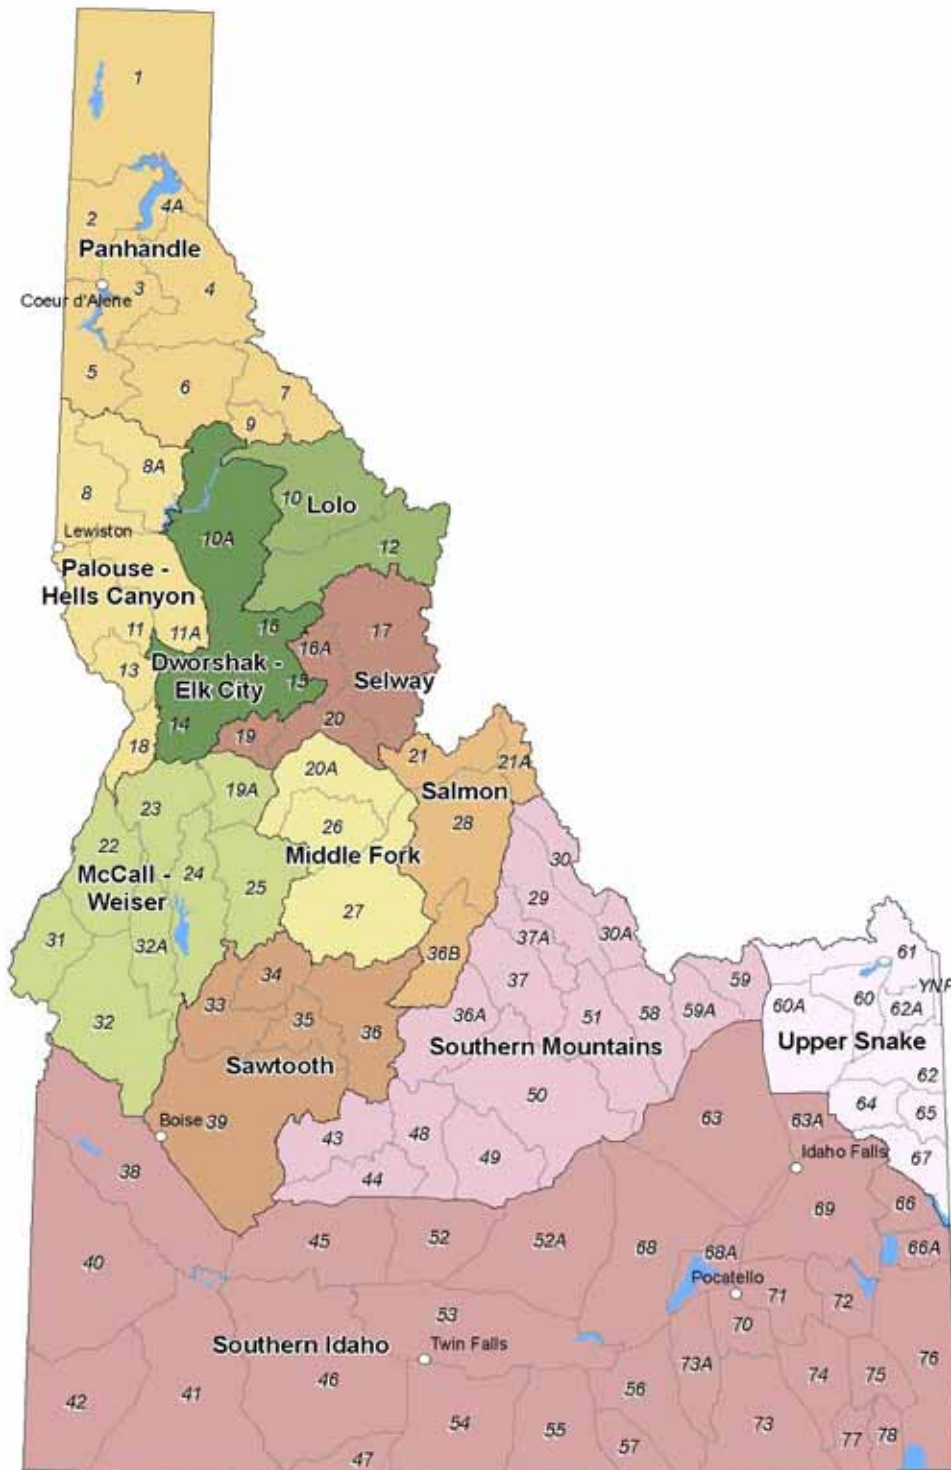 1
2
4A
Panhandle
3
4
Coeur d'Alene
5
6
7
9
8A
8
10
Lolo
Lewiston
10A
12
Palouse -
Hells Canyon
11
11A
16
17
16A
13
Dworshak -
Elk City
15
Selway
14
20
19
18
21
21A
20A
19A
Salmon
23
22
26
28
Middle Fork
McCall -
Weiser
24
25
27
30
29
31
32A
37A
30A
36B
61
34
37
59
YNP
33
35
36
36A
51
58
59A
60A
60
62A
32
Sawtooth
Southern Mountains
Upper Snake
62
50
64
65
Boise
39
43
48
63
63A
38
49
Idaho Falls
67
44
69
66
45
52
52A
68
68A
66A
40
Pocatello
71
72
53
70
Southern Idaho
Twin Falls
73A
74
75
76
46
56
41
42
54
55
57
73
77
78
47